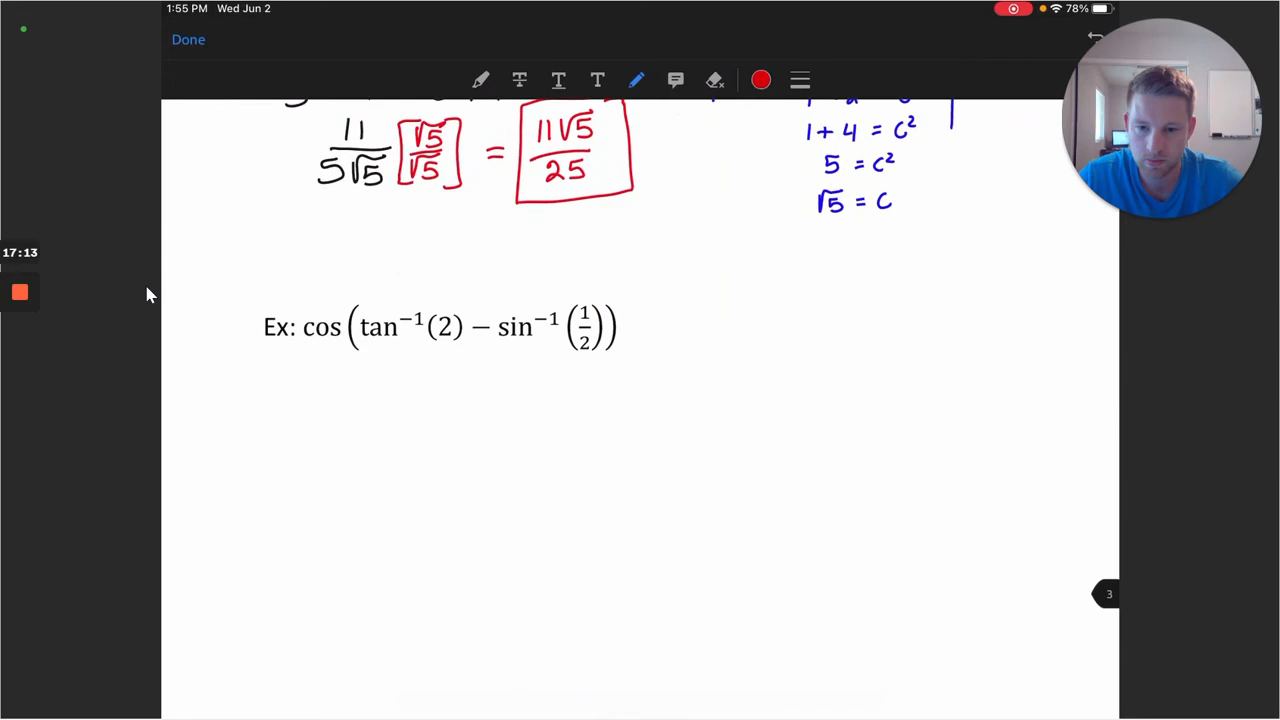 1:55 PM Wed Jun 2
78%
Done
T T T
11 / 5√5 [√5 / √5] = 11√5 / 25
1 + 4 = c²
5 = c²
√5 = c
17:13
Ex: cos (tan⁻¹(2) − sin⁻¹ (1/2))
3